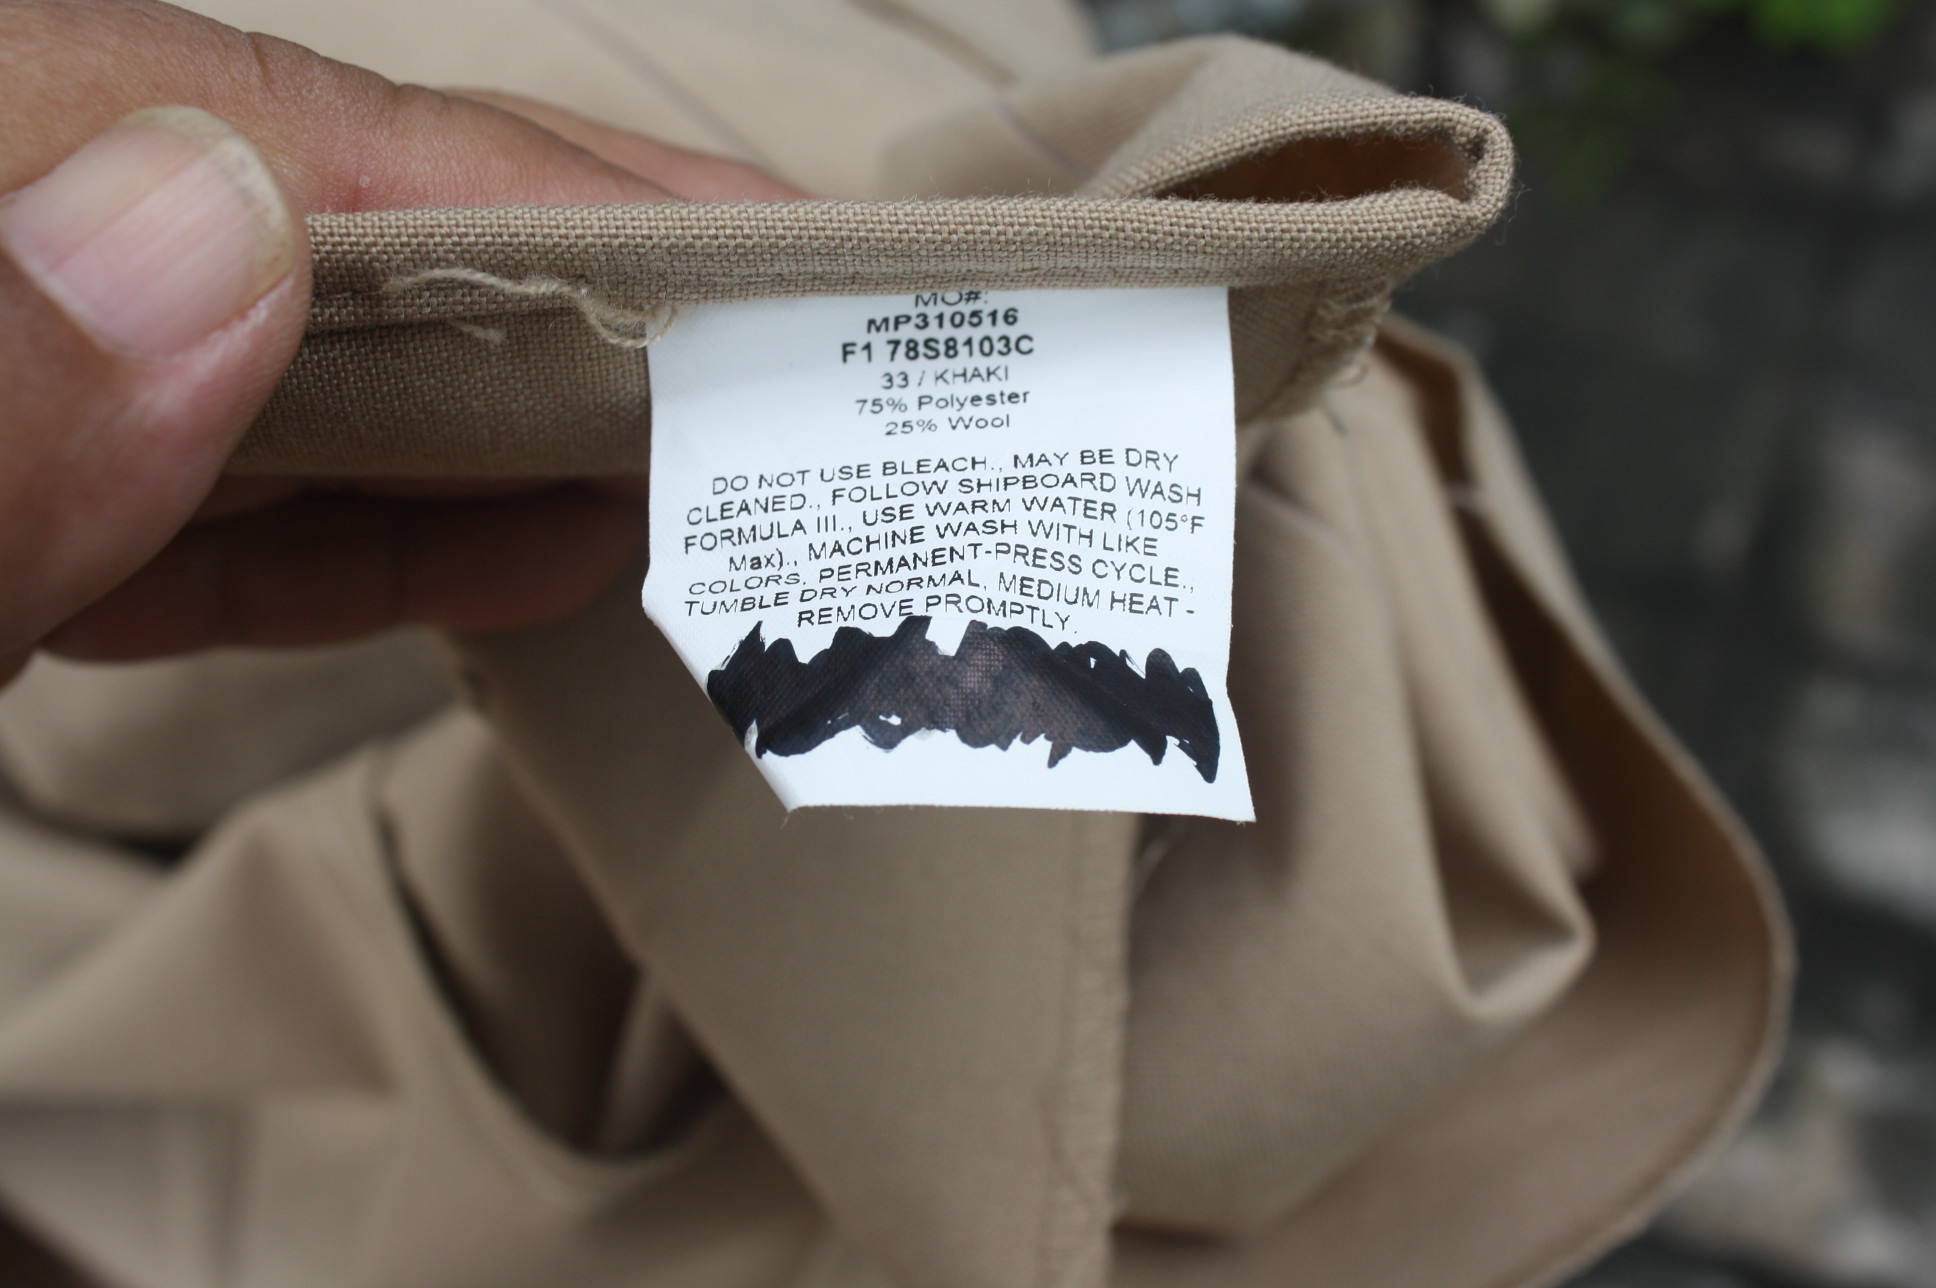 MO#:
MP310516
F1 78S8103C
33 / KHAKI
75% Polyester
25% Wool
DO NOT USE BLEACH., MAY BE DRY
CLEANED., FOLLOW SHIPBOARD WASH
FORMULA III., USE WARM WATER (105°F
Max)., MACHINE WASH WITH LIKE
COLORS, PERMANENT-PRESS CYCLE.,
TUMBLE DRY NORMAL, MEDIUM HEAT -
REMOVE PROMPTLY.